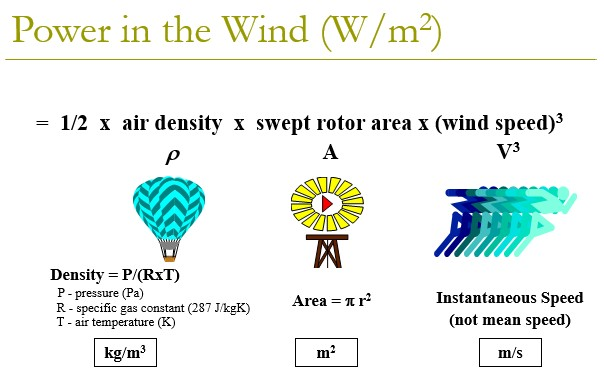 Power in the Wind (W/m²)
= 1/2 x air density x swept rotor area x (wind speed)³
ρ A V³
Density = P/(RxT)
P - pressure (Pa)
R - specific gas constant (287 J/kgK)
T - air temperature (K)
Area = π r²
Instantaneous Speed
(not mean speed)
kg/m³
m²
m/s